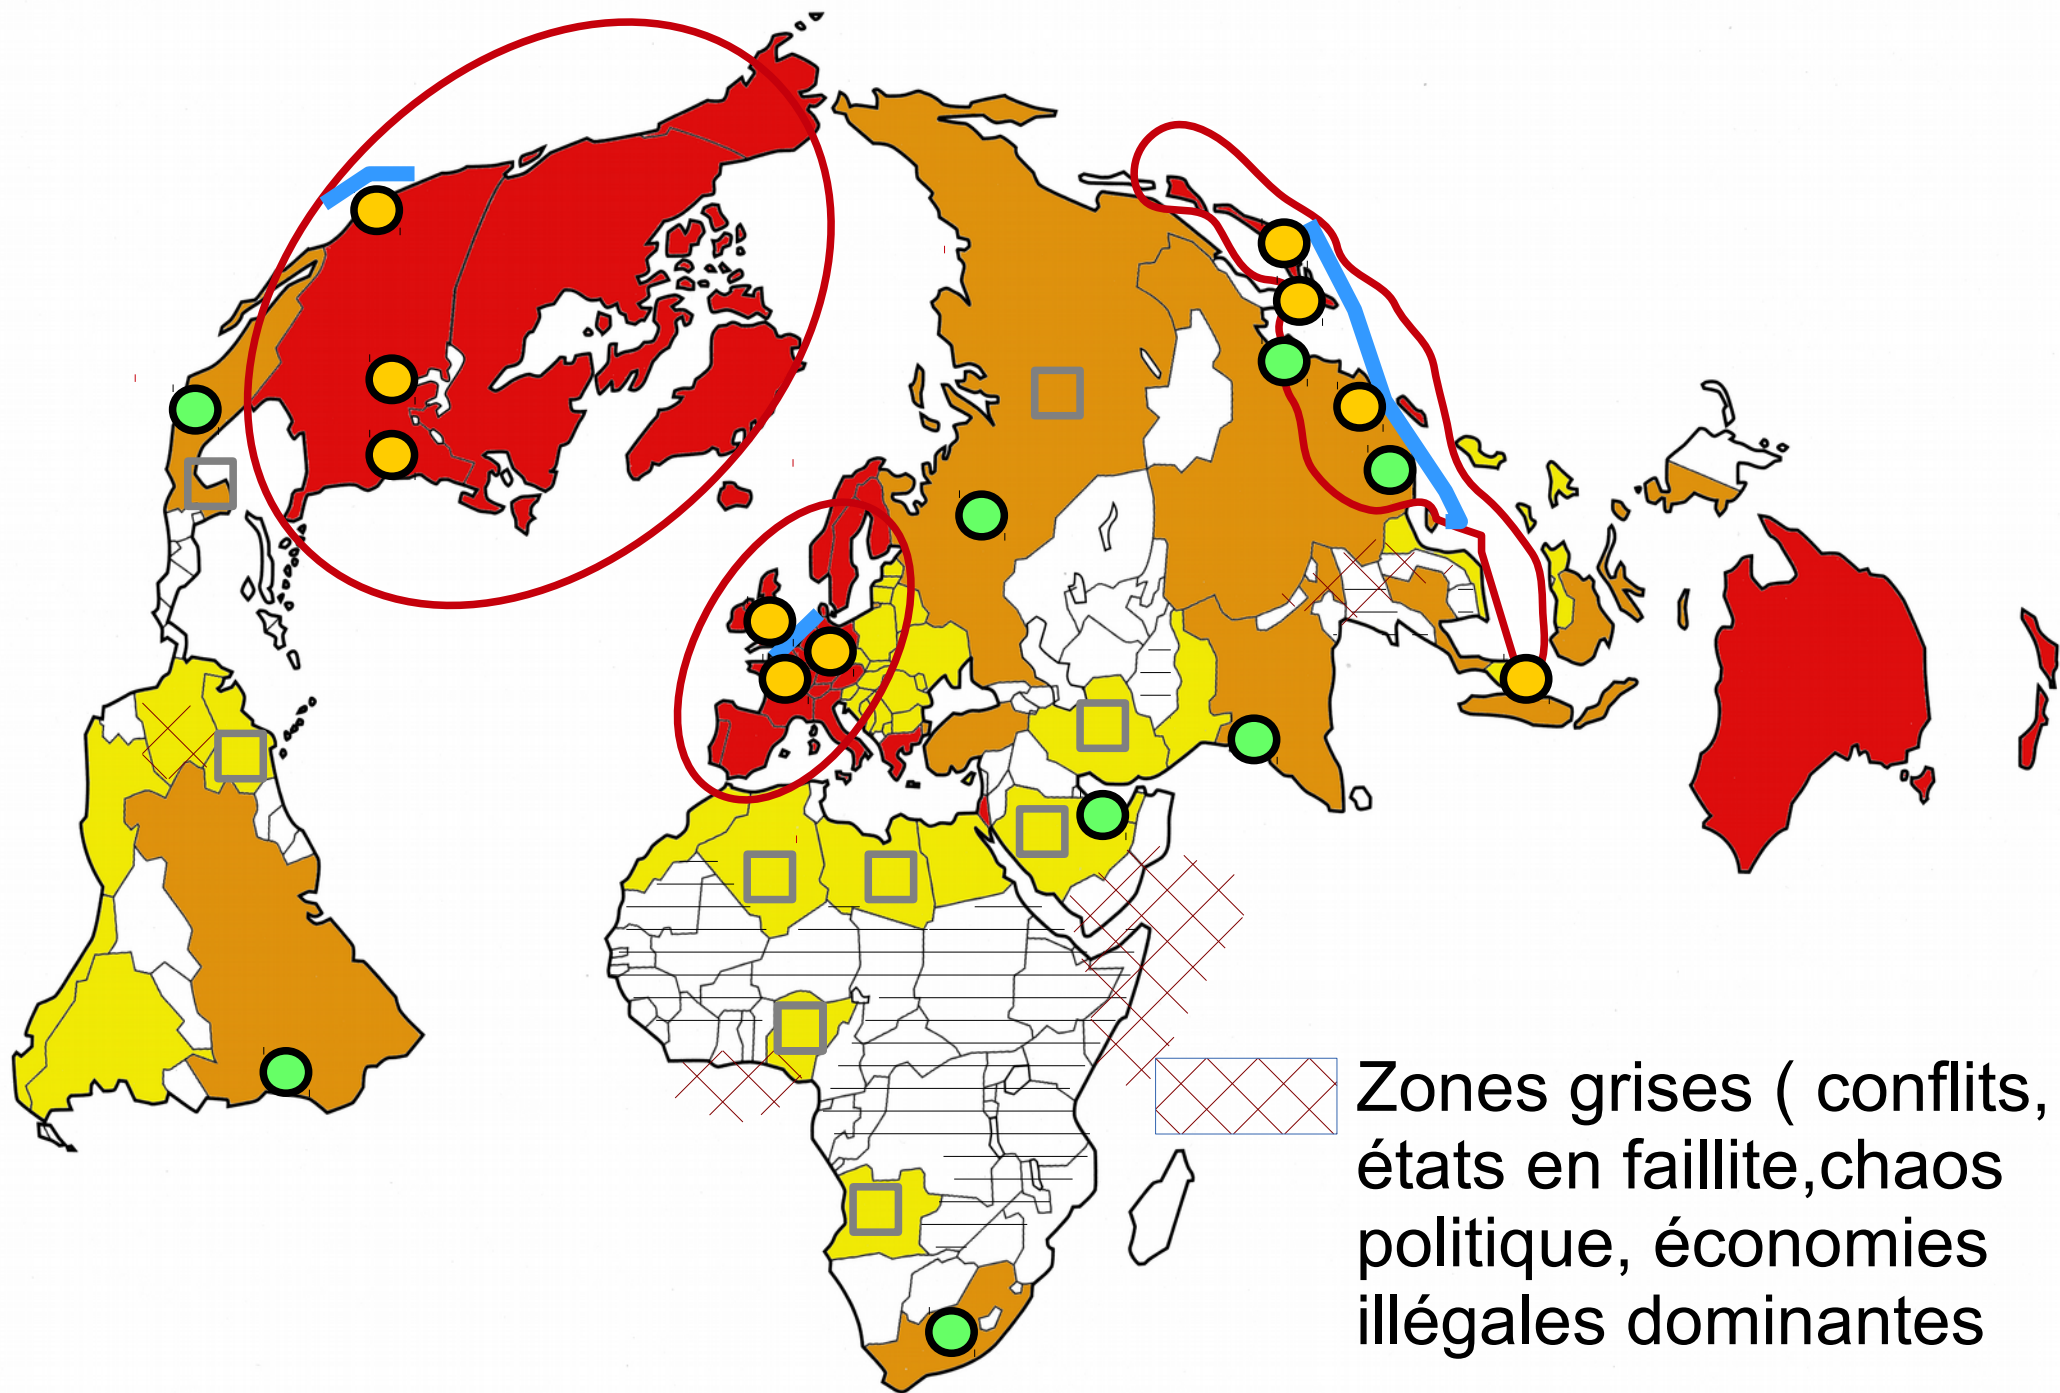 Zones grises ( conflits,
états en faillite,chaos
politique, économies
illégales dominantes